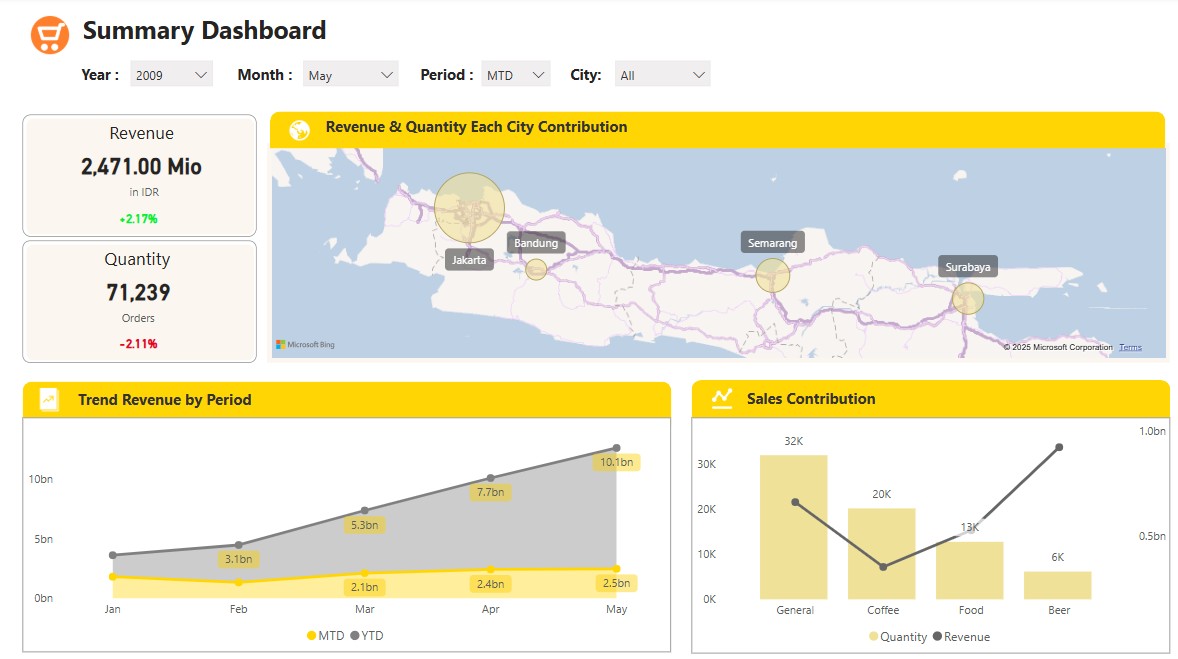 Summary Dashboard
Year : 2009 Month : May Period : MTD City: All
Revenue
2,471.00 Mio
in IDR
+2.17%
Quantity
71,239
Orders
-2.11%
Revenue & Quantity Each City Contribution
Jakarta
Bandung
Semarang
Surabaya
Microsoft Bing
© 2025 Microsoft Corporation Terms
Trend Revenue by Period
10bn
5bn
0bn
3.1bn
5.3bn
7.7bn
10.1bn
2.1bn
2.4bn
2.5bn
Jan Feb Mar Apr May
MTD YTD
Sales Contribution
30K
20K
10K
0K
32K
20K
13K
6K
1.0bn
0.5bn
General Coffee Food Beer
Quantity Revenue